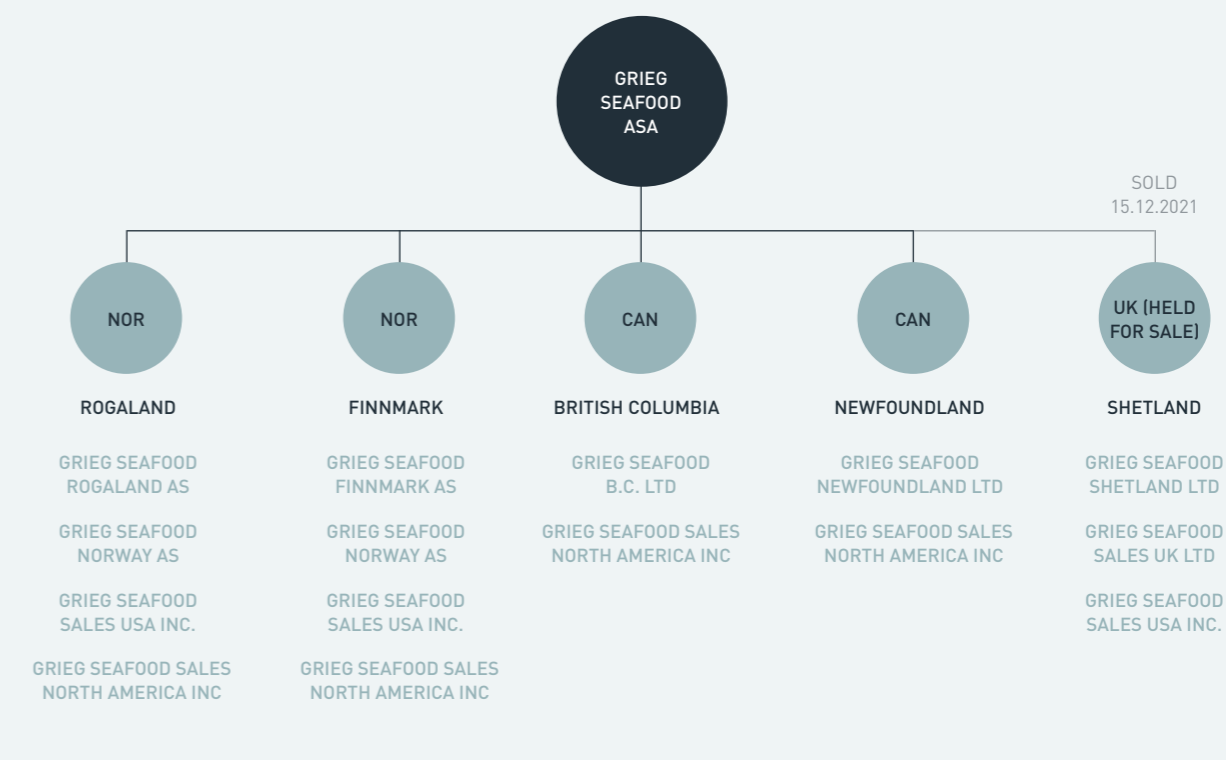 GRIEG
SEAFOOD
ASA
SOLD
15.12.2021
NOR
NOR
CAN
CAN
UK (HELD
FOR SALE)
ROGALAND
GRIEG SEAFOOD
ROGALAND AS
GRIEG SEAFOOD
NORWAY AS
GRIEG SEAFOOD
SALES USA INC.
GRIEG SEAFOOD SALES
NORTH AMERICA INC
FINNMARK
GRIEG SEAFOOD
FINNMARK AS
GRIEG SEAFOOD
NORWAY AS
GRIEG SEAFOOD
SALES USA INC.
GRIEG SEAFOOD SALES
NORTH AMERICA INC
BRITISH COLUMBIA
GRIEG SEAFOOD
B.C. LTD
GRIEG SEAFOOD SALES
NORTH AMERICA INC
NEWFOUNDLAND
GRIEG SEAFOOD
NEWFOUNDLAND LTD
GRIEG SEAFOOD SALES
NORTH AMERICA INC
SHETLAND
GRIEG SEAFOOD
SHETLAND LTD
GRIEG SEAFOOD
SALES UK LTD
GRIEG SEAFOOD
SALES USA INC.